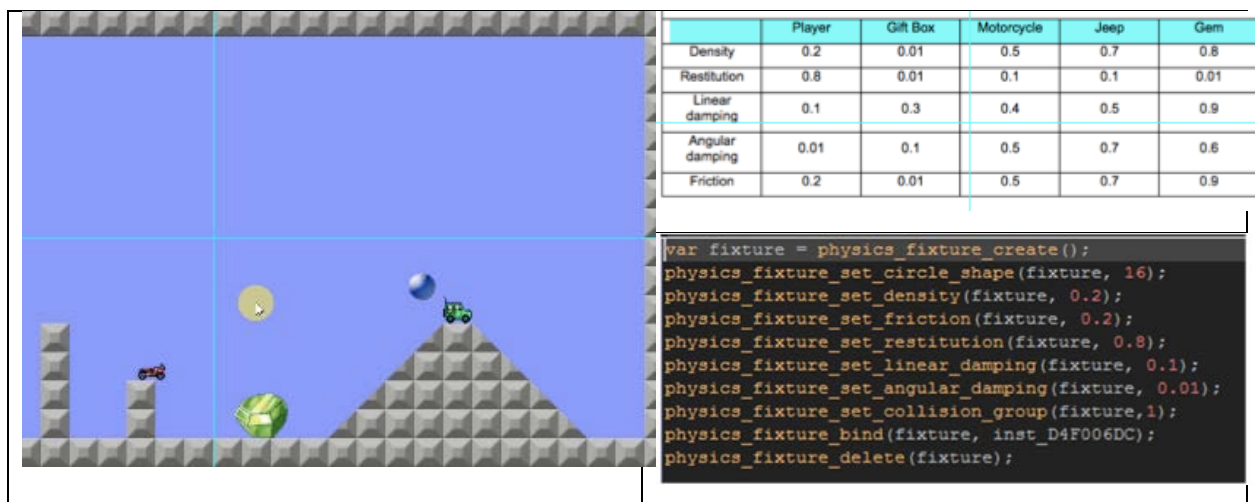 Player Gift Box Motorcycle Jeep Gem
Density 0.2 0.01 0.5 0.7 0.8
Restitution 0.8 0.01 0.1 0.1 0.01
Linear damping 0.1 0.3 0.4 0.5 0.9
Angular damping 0.01 0.1 0.5 0.7 0.6
Friction 0.2 0.01 0.5 0.7 0.9
var fixture = physics_fixture_create();
physics_fixture_set_circle_shape(fixture, 16);
physics_fixture_set_density(fixture, 0.2);
physics_fixture_set_friction(fixture, 0.2);
physics_fixture_set_restitution(fixture, 0.8);
physics_fixture_set_linear_damping(fixture, 0.1);
physics_fixture_set_angular_damping(fixture, 0.01);
physics_fixture_set_collision_group(fixture,1);
physics_fixture_bind(fixture, inst_D4F006DC);
physics_fixture_delete(fixture);